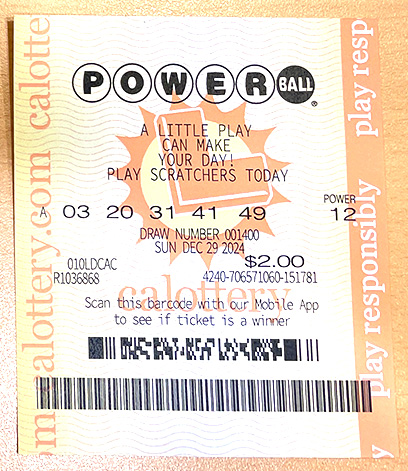 POWERBALL®
A LITTLE PLAY
CAN MAKE
YOUR DAY!
PLAY SCRATCHERS TODAY
POWER
A 03 20 31 41 49 12
DRAW NUMBER 001400
SUN DEC 29 2024
010LDCAC $2.00
R1036868 4240-706571060-151781
calottery
Scan this barcode with our Mobile App
to see if ticket is a winner
m calottery.com calotte
play resp
play responsibly
y